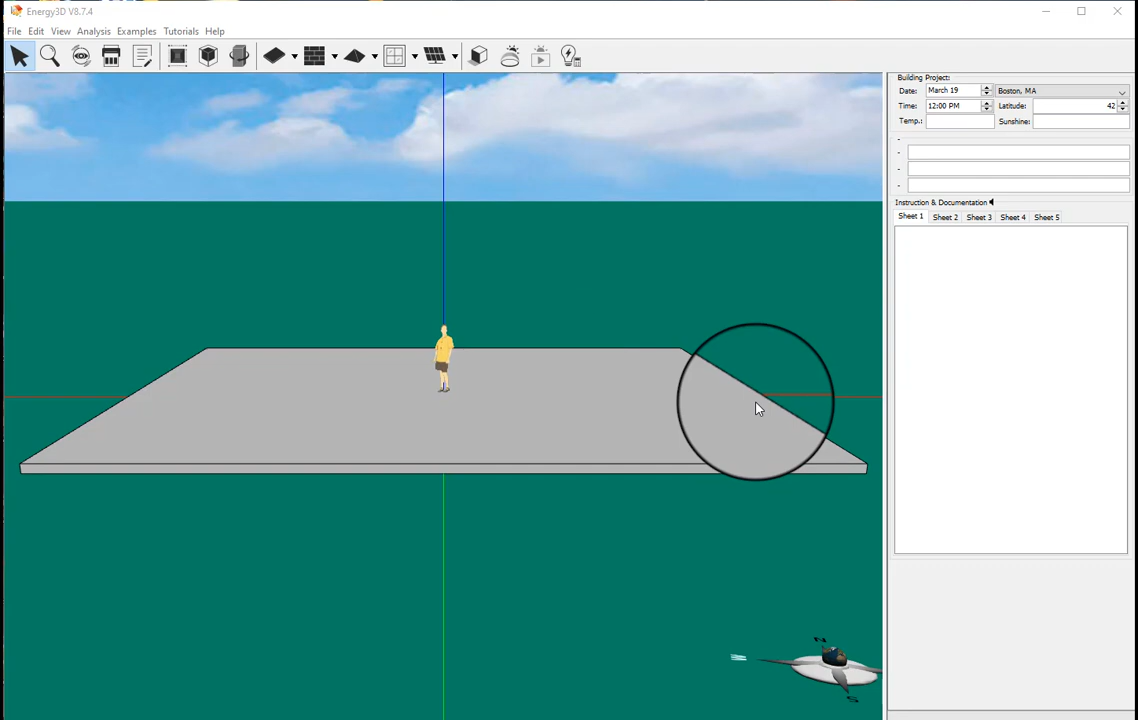 Energy3D V8.7.4
File Edit View Analysis Examples Tutorials Help
Building Project:
Date: March 19 Boston, MA
Time: 12:00 PM Latitude: 42
Temp.: Sunshine:
-
-
-
-
Instruction & Documentation
Sheet 1 Sheet 2 Sheet 3 Sheet 4 Sheet 5
N
S